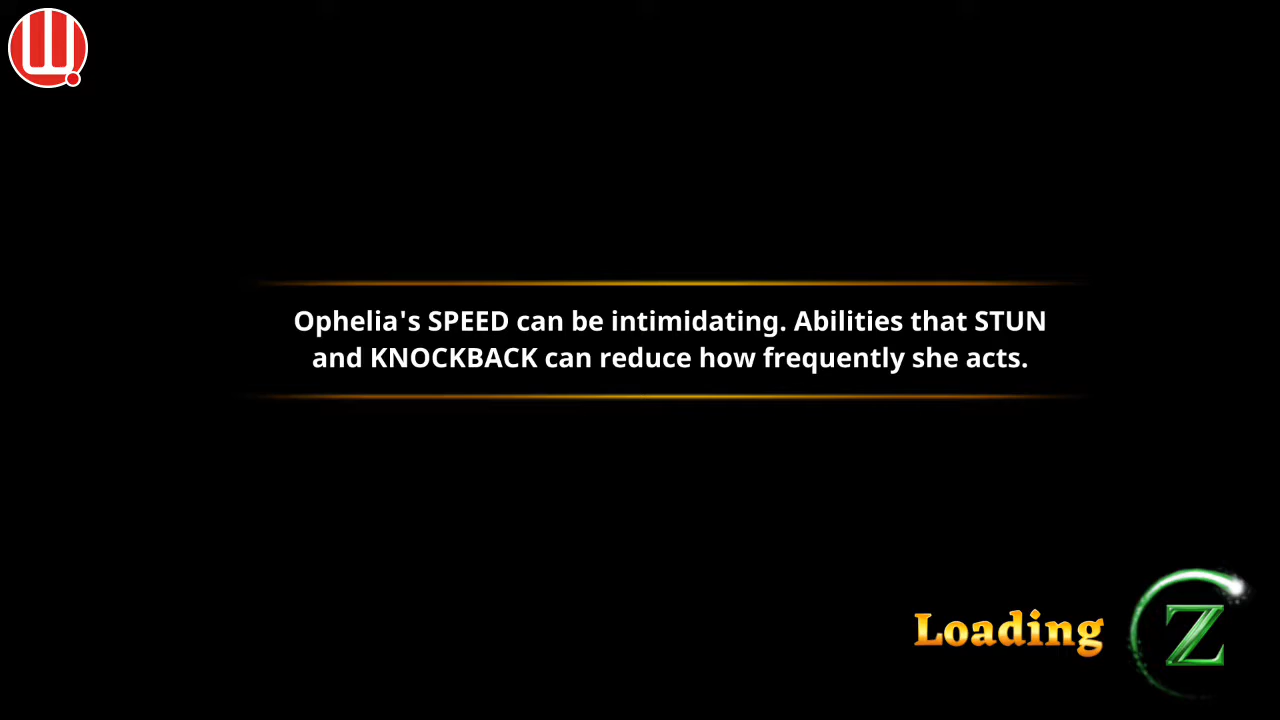 Ш
Ophelia's SPEED can be intimidating. Abilities that STUN
and KNOCKBACK can reduce how frequently she acts.
Loading
Z